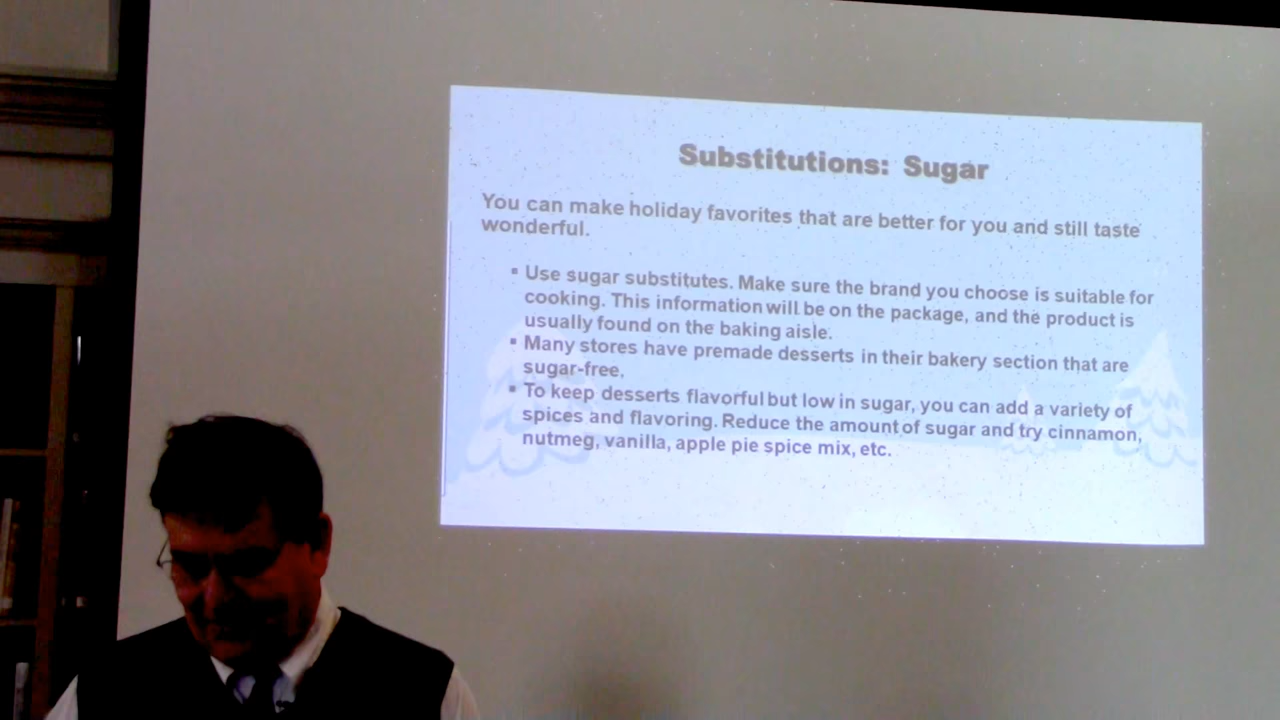 Substitutions: Sugar
You can make holiday favorites that are better for you and still taste
wonderful.
▪ Use sugar substitutes. Make sure the brand you choose is suitable for
cooking. This information will be on the package, and the product is
usually found on the baking aisle.
▪ Many stores have premade desserts in their bakery section that are
sugar-free.
▪ To keep desserts flavorful but low in sugar, you can add a variety of
spices and flavoring. Reduce the amount of sugar and try cinnamon,
nutmeg, vanilla, apple pie spice mix, etc.